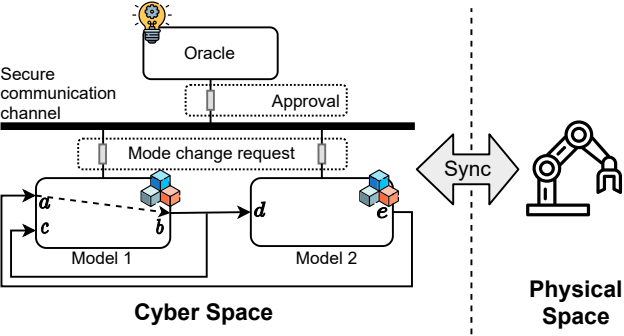 Oracle
Secure
communication
channel
Approval
Mode change request
Sync
a
d
e
c
b
Model 1
Model 2
Cyber Space
Physical
Space